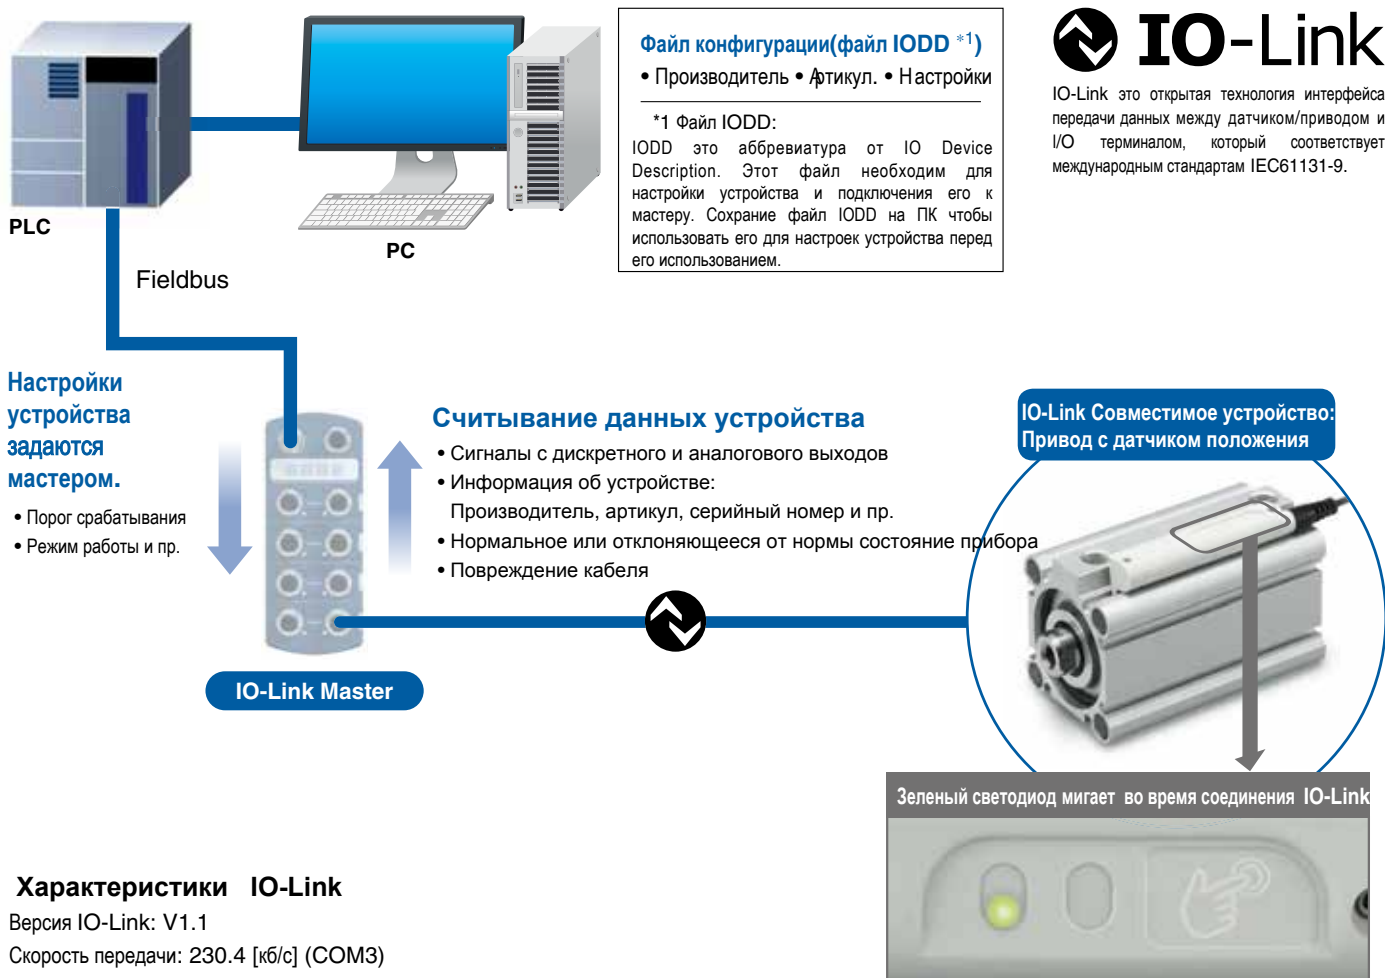 Файл конфигурации(файл IODD *1)
• Производитель • Артикул. • Настройки
*1 Файл IODD:
IODD это аббревиатура от IO Device
Description. Этот файл необходим для
настройки устройства и подключения его к
мастеру. Сохрание файл IODD на ПК чтобы
использовать его для настроек устройства перед
его использованием.
IO-Link
IO-Link это открытая технология интерфейса
передачи данных между датчиком/приводом и
I/O терминалом, который соответствует
международным стандартам IEC61131-9.
PLC
PC
Fieldbus
Настройки
устройства
задаются
мастером.
• Порог срабатывания
• Режим работы и пр.
Считывание данных устройства
• Сигналы с дискретного и аналогового выходов
• Информация об устройстве:
Производитель, артикул, серийный номер и пр.
• Нормальное или отклоняющееся от нормы состояние прибора
• Повреждение кабеля
IO-Link Master
IO-Link Совместимое устройство:
Привод с датчиком положения
Зеленый светодиод мигает во время соединения IO-Link
Характеристики IO-Link
Версия IO-Link: V1.1
Скорость передачи: 230.4 [кб/с] (COM3)